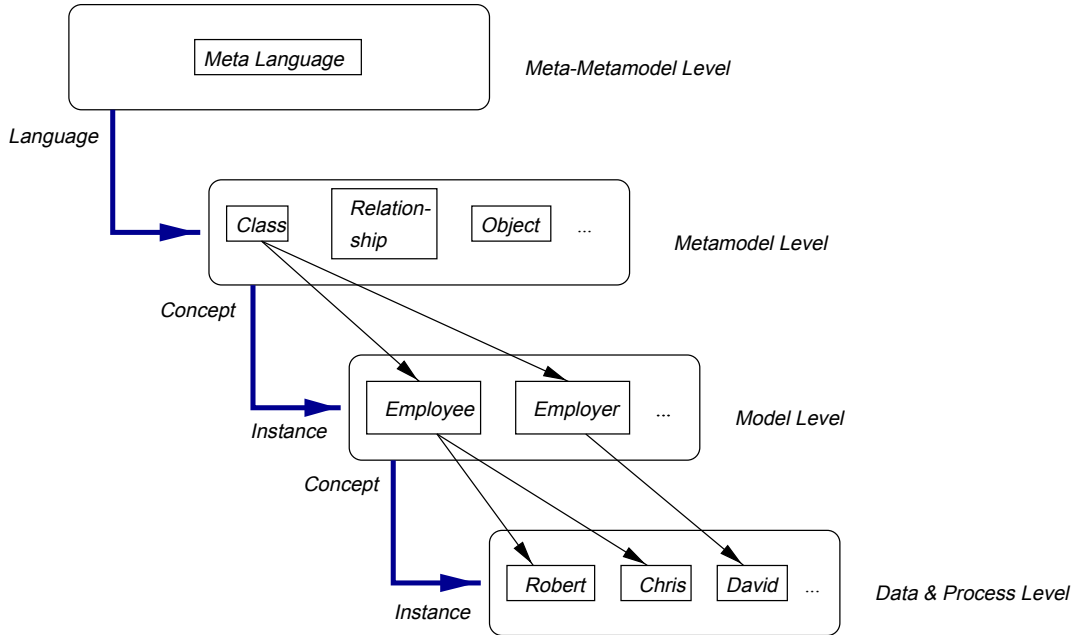 Meta Language
Meta-Metamodel Level
Language
Class
Relation-
ship
Object
...
Metamodel Level
Concept
Employee
Employer
...
Model Level
Instance
Concept
Robert
Chris
David
...
Data & Process Level
Instance